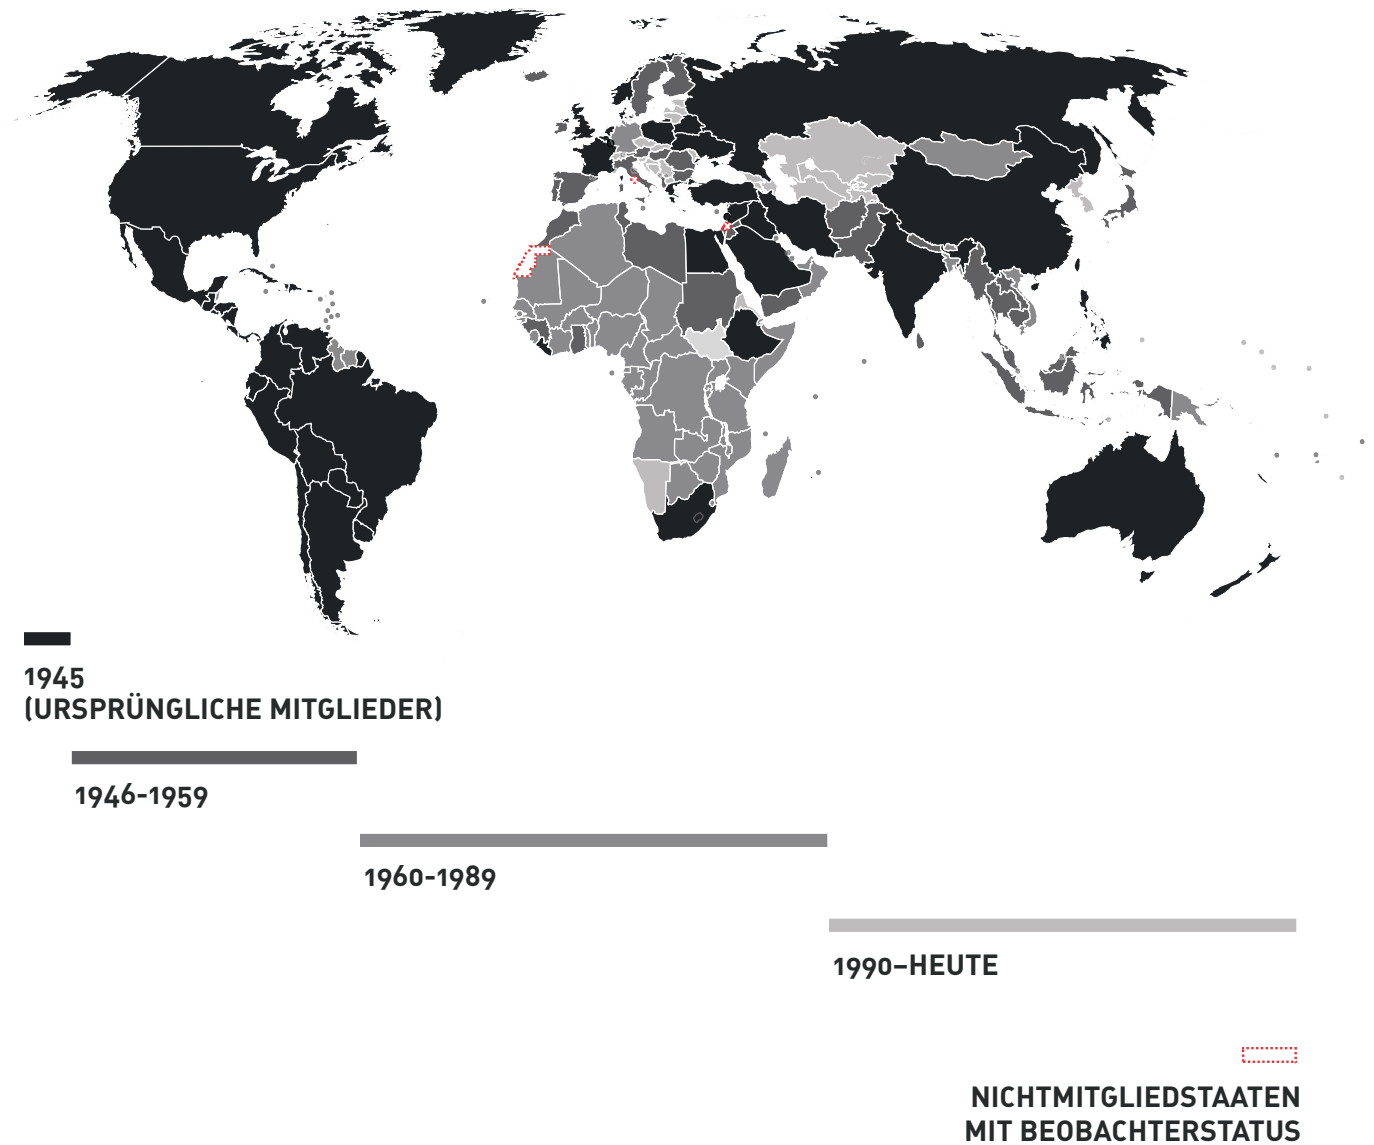 1945
(URSPRÜNGLICHE MITGLIEDER)
1946-1959
1960-1989
1990–HEUTE
NICHTMITGLIEDSTAATEN
MIT BEOBACHTERSTATUS